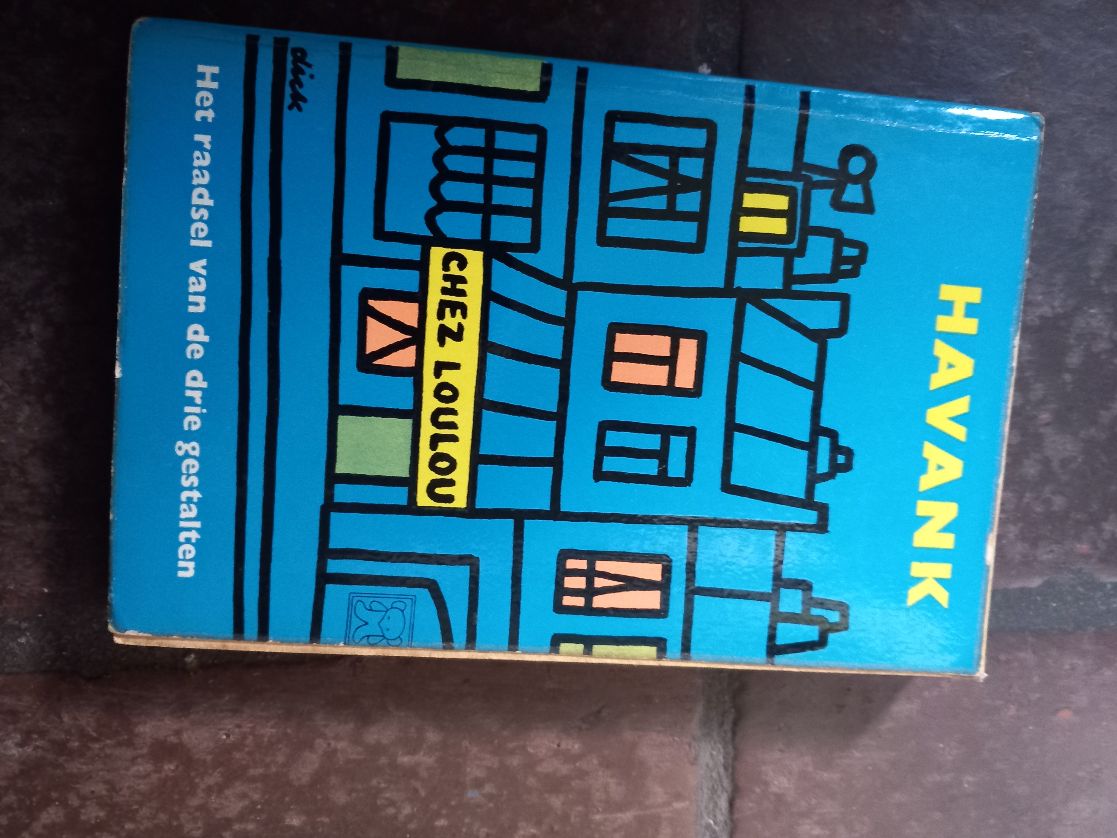 HAVANK
CHEZ LOULOU
dick
Het raadsel van de drie gestalten